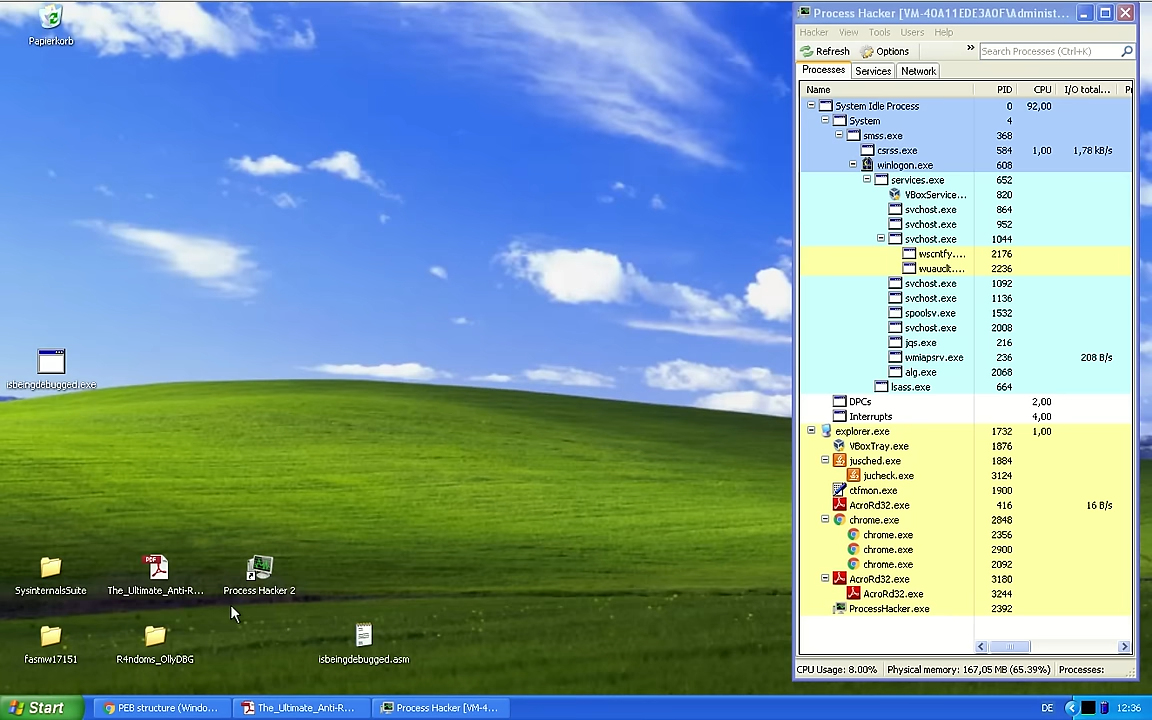 Papierkorb
isbeingdebugged.exe
SysinternalsSuite
The_Ultimate_Anti-R...
Process Hacker 2
fasmw17151
R4ndoms_OllyDBG
isbeingdebugged.asm
Process Hacker [VM-40A11EDE3A0F\Administ...
Hacker View Tools Users Help
Refresh Options » Search Processes (Ctrl+K)
Processes Services Network
Name PID CPU I/O total...
System Idle Process 0 92,00
System 4
smss.exe 368
csrss.exe 584 1,00 1,78 kB/s
winlogon.exe 608
services.exe 652
VBoxService... 820
svchost.exe 864
svchost.exe 952
svchost.exe 1044
wscntfy.... 2176
wuauclt.... 2236
svchost.exe 1092
svchost.exe 1136
spoolsv.exe 1532
svchost.exe 2008
jqs.exe 216
wmiapsrv.exe 236 208 B/s
alg.exe 2068
lsass.exe 664
DPCs 2,00
Interrupts 4,00
explorer.exe 1732 1,00
VBoxTray.exe 1876
jusched.exe 1884
jucheck.exe 3124
ctfmon.exe 1900
AcroRd32.exe 416 16 B/s
chrome.exe 2848
chrome.exe 2356
chrome.exe 2900
chrome.exe 2092
AcroRd32.exe 3180
AcroRd32.exe 3244
ProcessHacker.exe 2392
CPU Usage: 8.00% Physical memory: 167,05 MB (65.39%) Processes:
Start PEB structure (Windo... The_Ultimate_Anti-R... Process Hacker [VM-4... DE 12:36